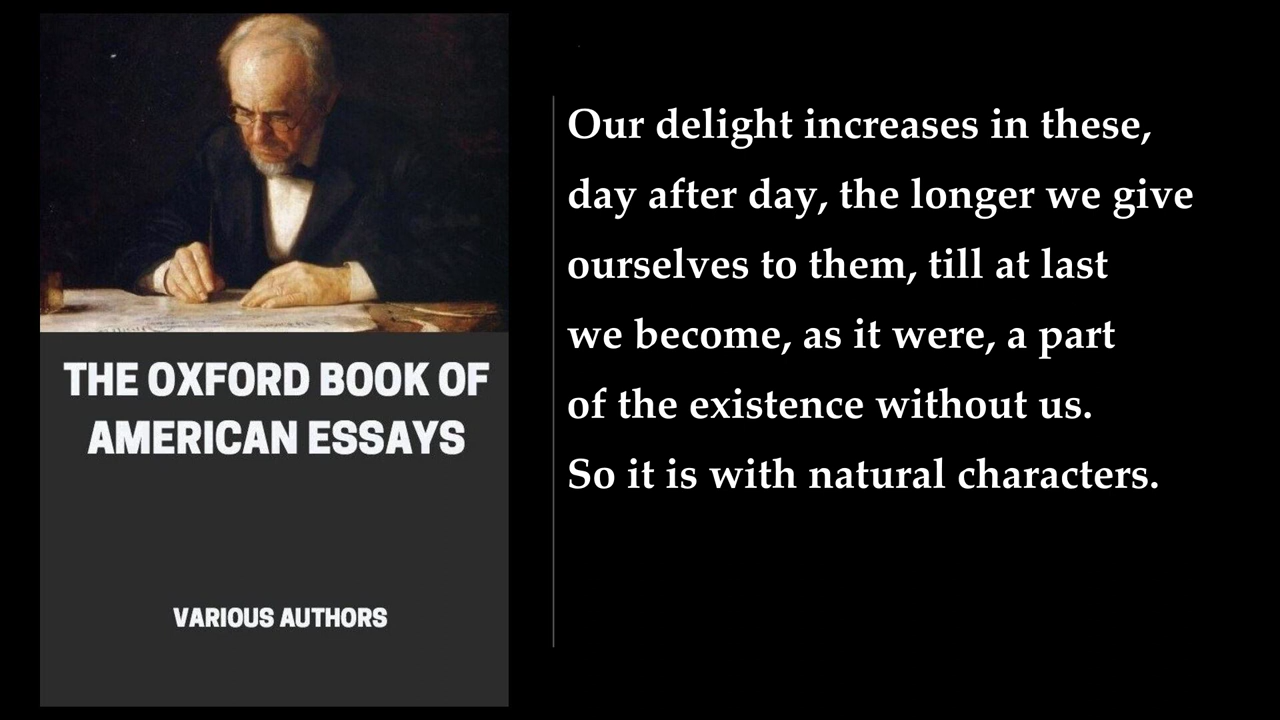 THE OXFORD BOOK OF
AMERICAN ESSAYS
VARIOUS AUTHORS
Our delight increases in these,
day after day, the longer we give
ourselves to them, till at last
we become, as it were, a part
of the existence without us.
So it is with natural characters.